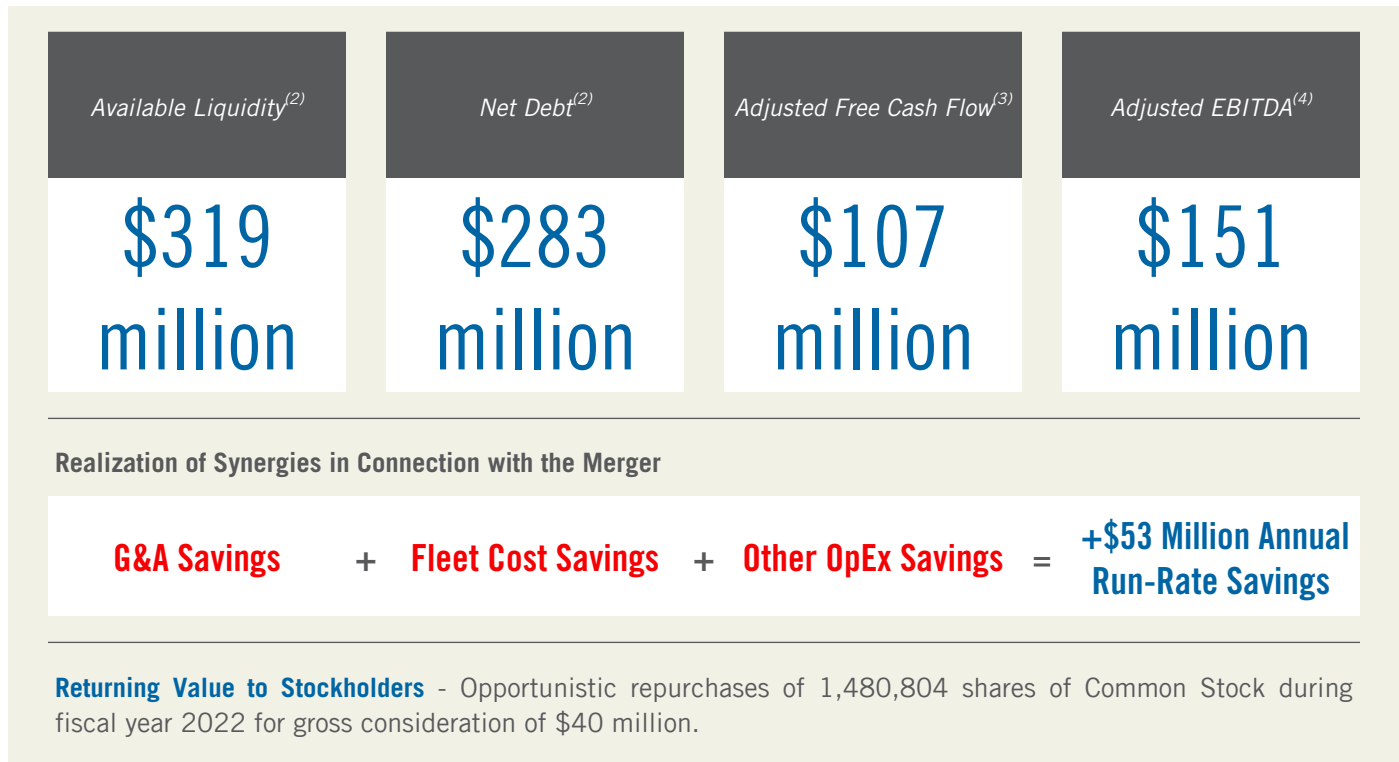 Available Liquidity(2)
Net Debt(2)
Adjusted Free Cash Flow(3)
Adjusted EBITDA(4)
$319
million
$283
million
$107
million
$151
million
Realization of Synergies in Connection with the Merger
G&A Savings + Fleet Cost Savings + Other OpEx Savings = +$53 Million Annual
Run-Rate Savings
Returning Value to Stockholders - Opportunistic repurchases of 1,480,804 shares of Common Stock during
fiscal year 2022 for gross consideration of $40 million.